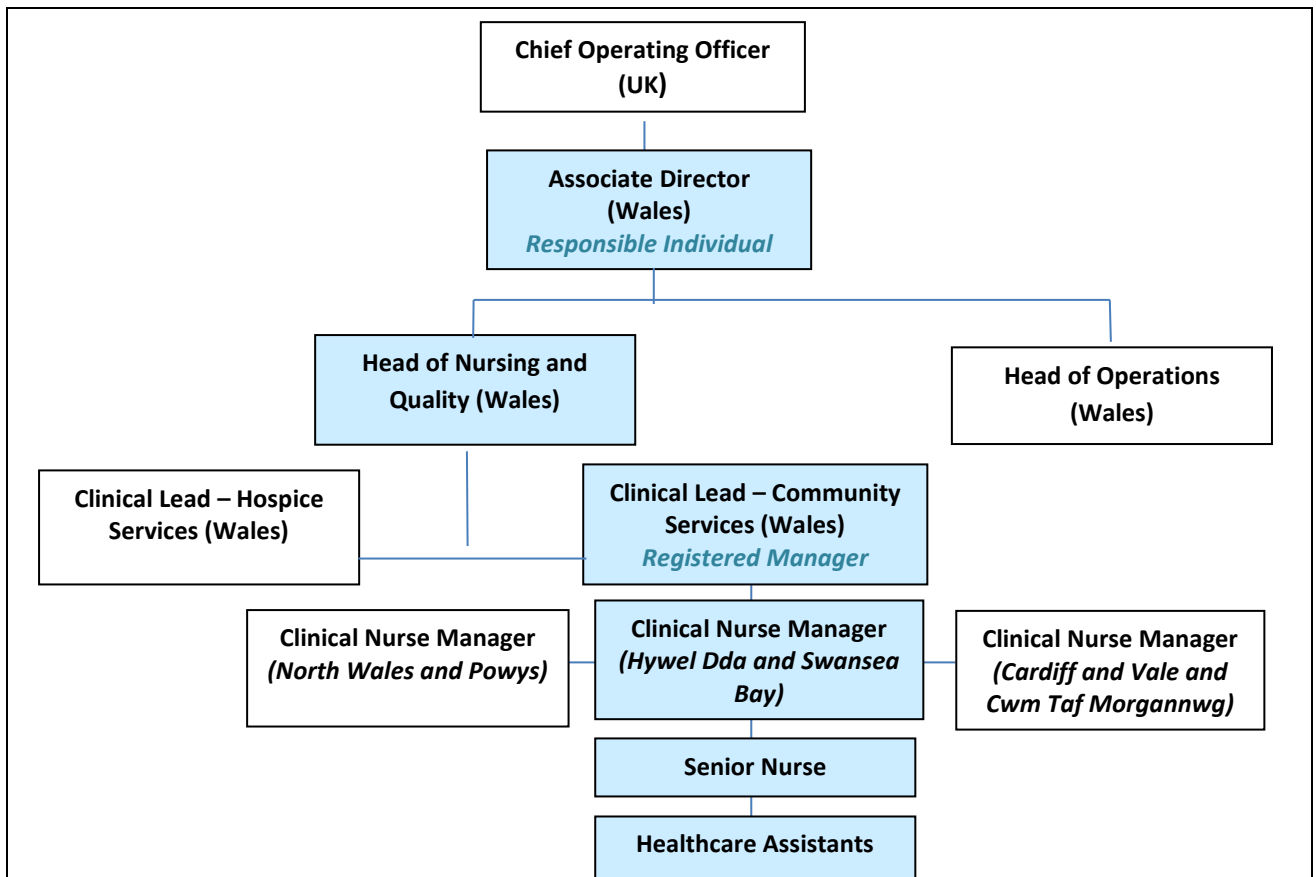 Chief Operating Officer
(UK)
Associate Director
(Wales)
Responsible Individual
Head of Nursing and
Quality (Wales)
Head of Operations
(Wales)
Clinical Lead – Hospice
Services (Wales)
Clinical Lead – Community
Services (Wales)
Registered Manager
Clinical Nurse Manager
(North Wales and Powys)
Clinical Nurse Manager
(Hywel Dda and Swansea
Bay)
Clinical Nurse Manager
(Cardiff and Vale and
Cwm Taf Morgannwg)
Senior Nurse
Healthcare Assistants